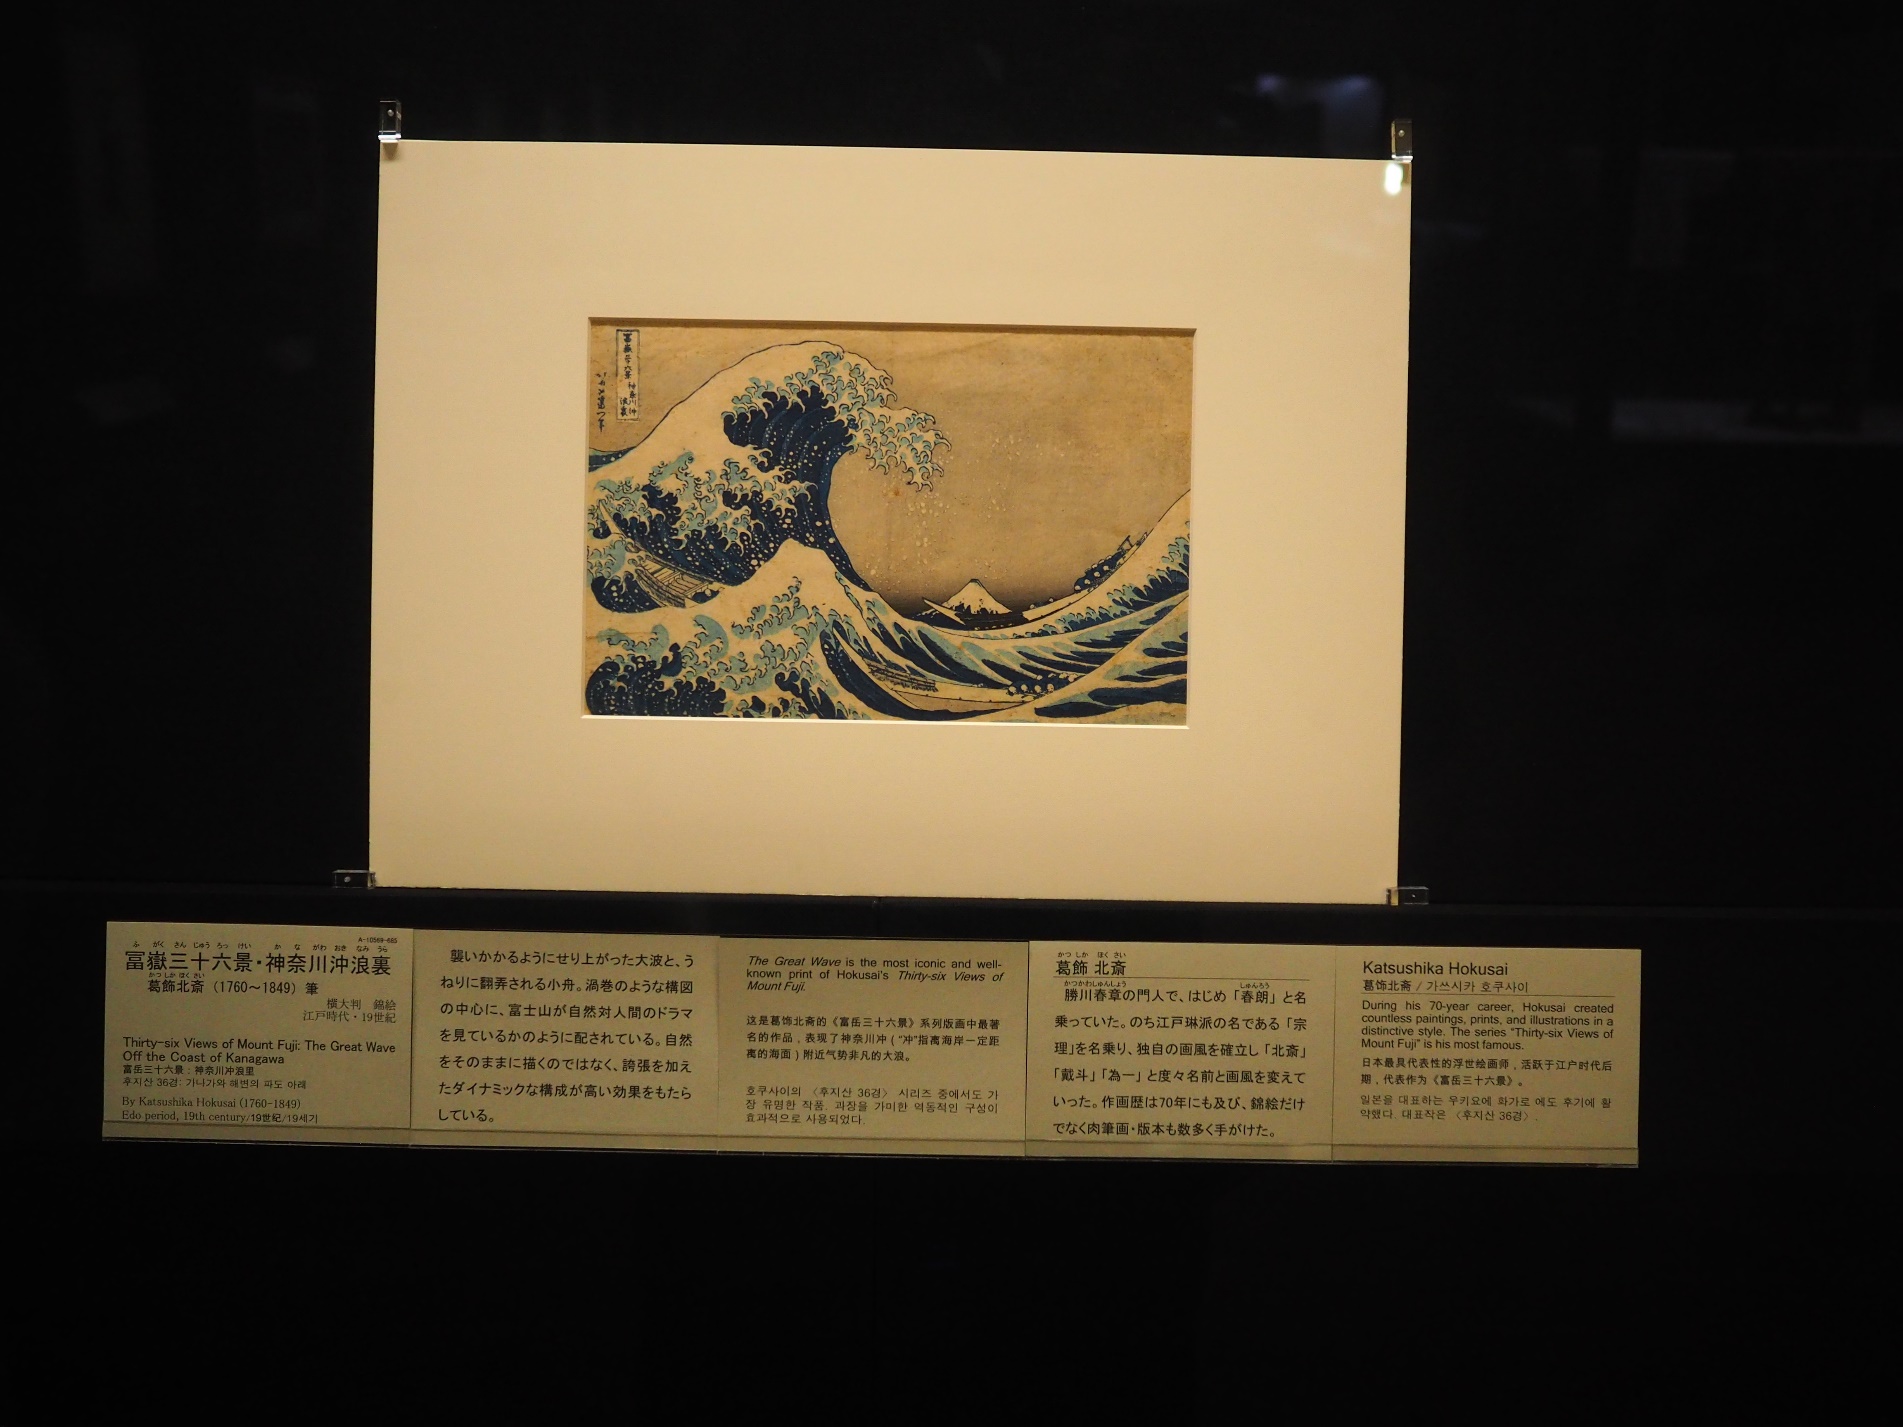 冨嶽三十六景 神奈川沖
浪裏
A-10569-685
ふ がく さん じゅう ろっ けい か な がわ おき なみ うら
冨嶽三十六景・神奈川沖浪裏
かつ しか ほく さい
葛飾北斎（1760～1849）筆
横大判 錦絵
江戸時代・19世紀
Thirty-six Views of Mount Fuji: The Great Wave
Off the Coast of Kanagawa
富岳三十六景：神奈川冲浪里
후지산 36경: 가나가와 해변의 파도 아래
By Katsushika Hokusai (1760-1849)
Edo period, 19th century/19世纪/19세기
襲いかかるようにせり上がった大波と、う
ねりに翻弄される小舟。渦巻のような構図
の中心に、富士山が自然対人間のドラマ
を見ているかのように配されている。自然
をそのままに描くのではなく、誇張を加え
たダイナミックな構成が高い効果をもたら
している。
The Great Wave is the most iconic and well-
known print of Hokusai's Thirty-six Views of
Mount Fuji.
这是葛饰北斋的《富岳三十六景》系列版画中最著
名的作品，表现了神奈川冲（“冲”指离海岸一定距
离的海面）附近气势非凡的大浪。
호쿠사이의 〈후지산 36경〉 시리즈 중에서도 가
장 유명한 작품. 과장을 가미한 역동적인 구성이
효과적으로 사용되었다.
かつ しか ほく さい
葛飾 北斎
かつかわしゅんしょう しゅんろう
勝川春章の門人で、はじめ「春朗」と名
乗っていた。のち江戸琳派の名である「宗
理」を名乗り、独自の画風を確立し「北斎」
「戴斗」「為一」と度々名前と画風を変えて
いった。作画歴は70年にも及び、錦絵だけ
でなく肉筆画・版本も数多く手がけた。
Katsushika Hokusai
葛饰北斋 / 가쓰시카 호쿠사이
During his 70-year career, Hokusai created
countless paintings, prints, and illustrations in a
distinctive style. The series "Thirty-six Views of
Mount Fuji" is his most famous.
日本最具代表性的浮世绘画师，活跃于江户时代后
期，代表作为《富岳三十六景》。
일본을 대표하는 우키요에 화가로 에도 후기에 활
약했다. 대표작은 〈후지산 36경〉.